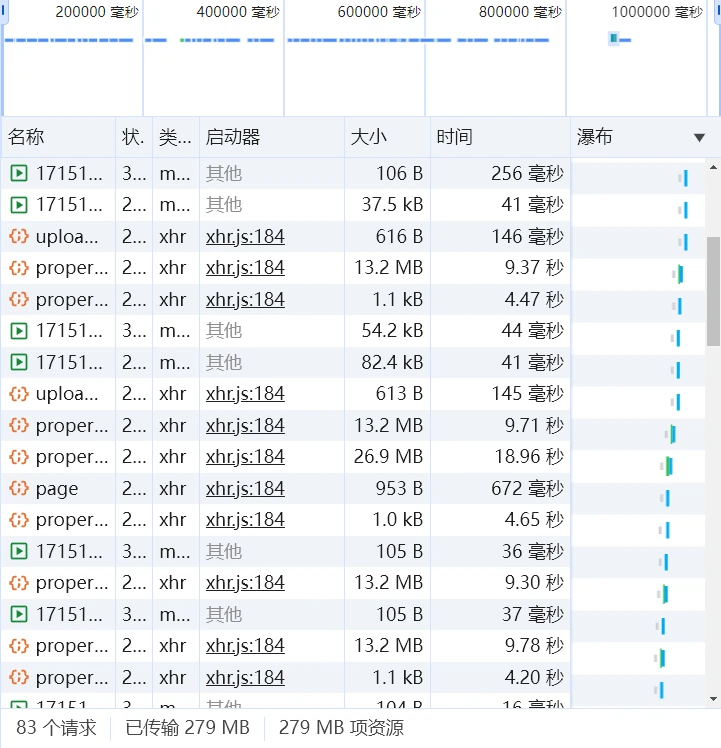 200000 毫秒 400000 毫秒 600000 毫秒 800000 毫秒 1000000 毫秒
名称 状. 类... 启动器 大小 时间 瀑布
17151... 3... m... 其他 106 B 256 毫秒
17151... 2... m... 其他 37.5 kB 41 毫秒
uploa... 2... xhr xhr.js:184 616 B 146 毫秒
proper... 2... xhr xhr.js:184 13.2 MB 9.37 秒
proper... 2... xhr xhr.js:184 1.1 kB 4.47 秒
17151... 3... m... 其他 54.2 kB 44 毫秒
17151... 2... m... 其他 82.4 kB 41 毫秒
uploa... 2... xhr xhr.js:184 613 B 145 毫秒
proper... 2... xhr xhr.js:184 13.2 MB 9.71 秒
proper... 2... xhr xhr.js:184 26.9 MB 18.96 秒
page 2... xhr xhr.js:184 953 B 672 毫秒
proper... 2... xhr xhr.js:184 1.0 kB 4.65 秒
17151... 3... m... 其他 105 B 36 毫秒
proper... 2... xhr xhr.js:184 13.2 MB 9.30 秒
17151... 3... m... 其他 105 B 37 毫秒
proper... 2... xhr xhr.js:184 13.2 MB 9.78 秒
proper... 2... xhr xhr.js:184 1.1 kB 4.20 秒
17151... 3... m... 其他 104 B 16 毫秒
83 个请求 已传输 279 MB 279 MB 项资源